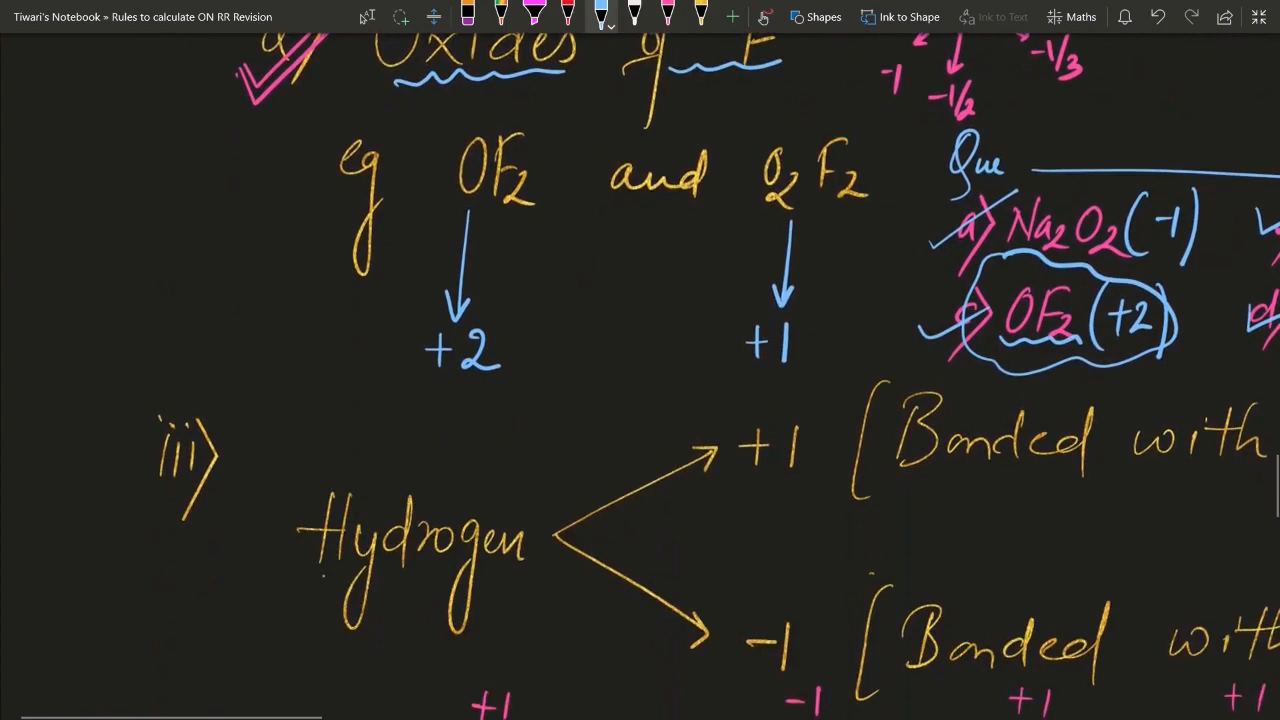 Tiwari's Notebook » Rules to calculate ON RR Revision
Shapes Ink to Shape Ink to Text Maths
a) Oxides of F
-1 -1/2 -1/3
eg OF2 and O2F2
+2 +1
Que
a) Na2O2 (-1)
c) OF2 (+2) d)
iii) Hydrogen
+1 [Bonded with
-1 [Bonded with
+1 -1 +1 +1